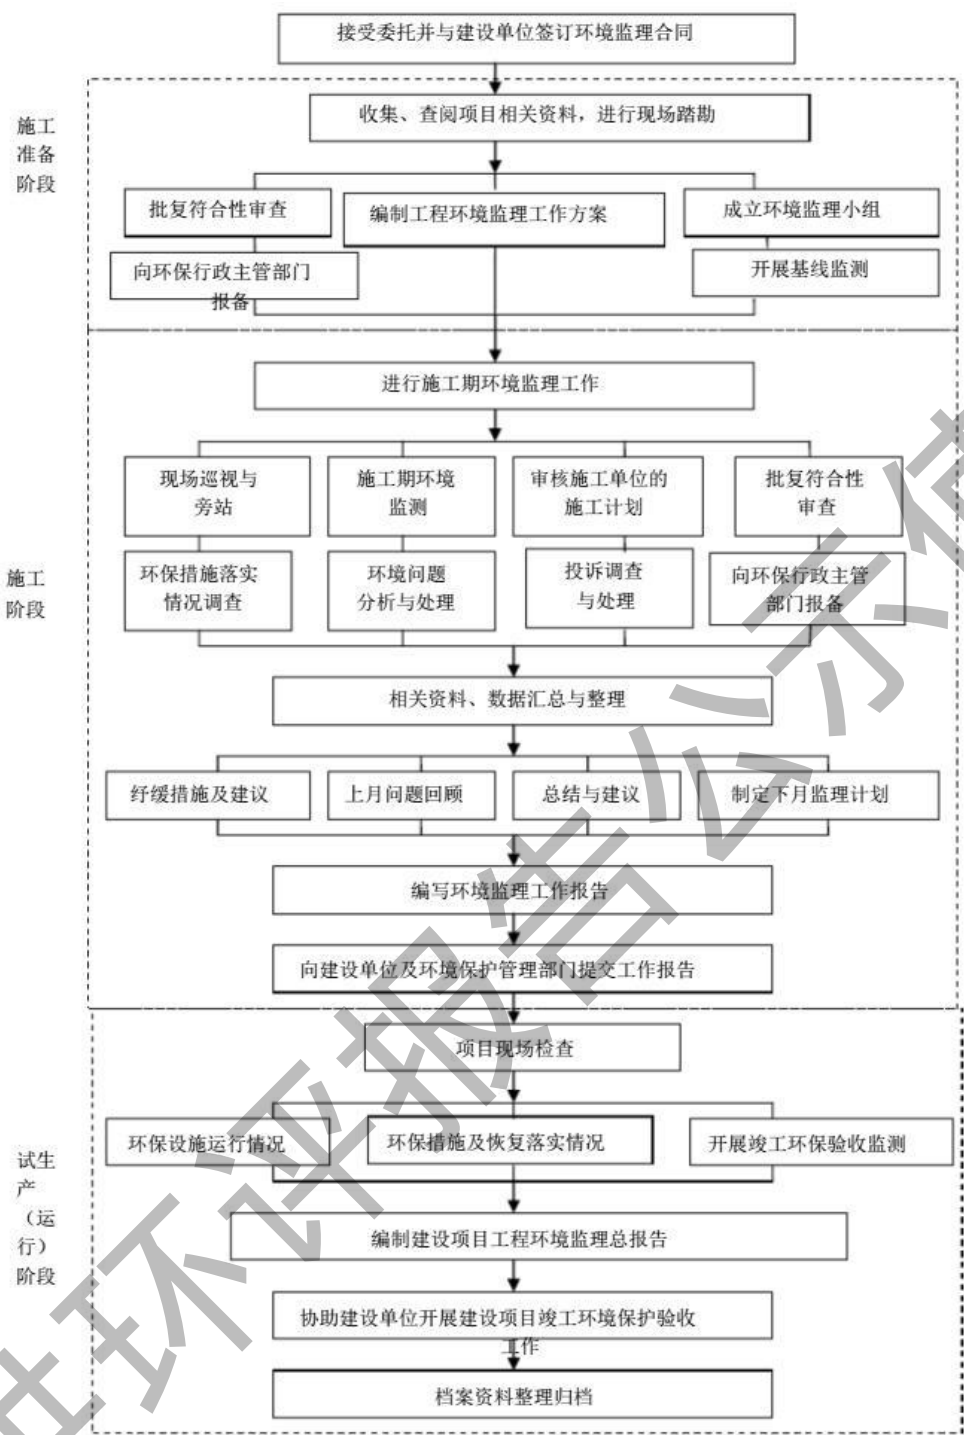 接受委托并与建设单位签订环境监理合同
施工
准备
阶段
收集、查阅项目相关资料，进行现场踏勘
批复符合性审查
编制工程环境监理工作方案
成立环境监理小组
向环保行政主管部门
报备
开展基线监测
进行施工期环境监理工作
施工
阶段
现场巡视与
旁站
施工期环境
监测
审核施工单位的
施工计划
批复符合性
审查
环保措施落实
情况调查
环境问题
分析与处理
投诉调查
与处理
向环保行政主管
部门报备
相关资料、数据汇总与整理
纾缓措施及建议
上月问题回顾
总结与建议
制定下月监理计划
编写环境监理工作报告
向建设单位及环境保护管理部门提交工作报告
试生
产
（运
行）
阶段
项目现场检查
环保设施运行情况
环保措施及恢复落实情况
开展竣工环保验收监测
编制建设项目工程环境监理总报告
协助建设单位开展建设项目竣工环境保护验收
工作
档案资料整理归档
环评报告公示